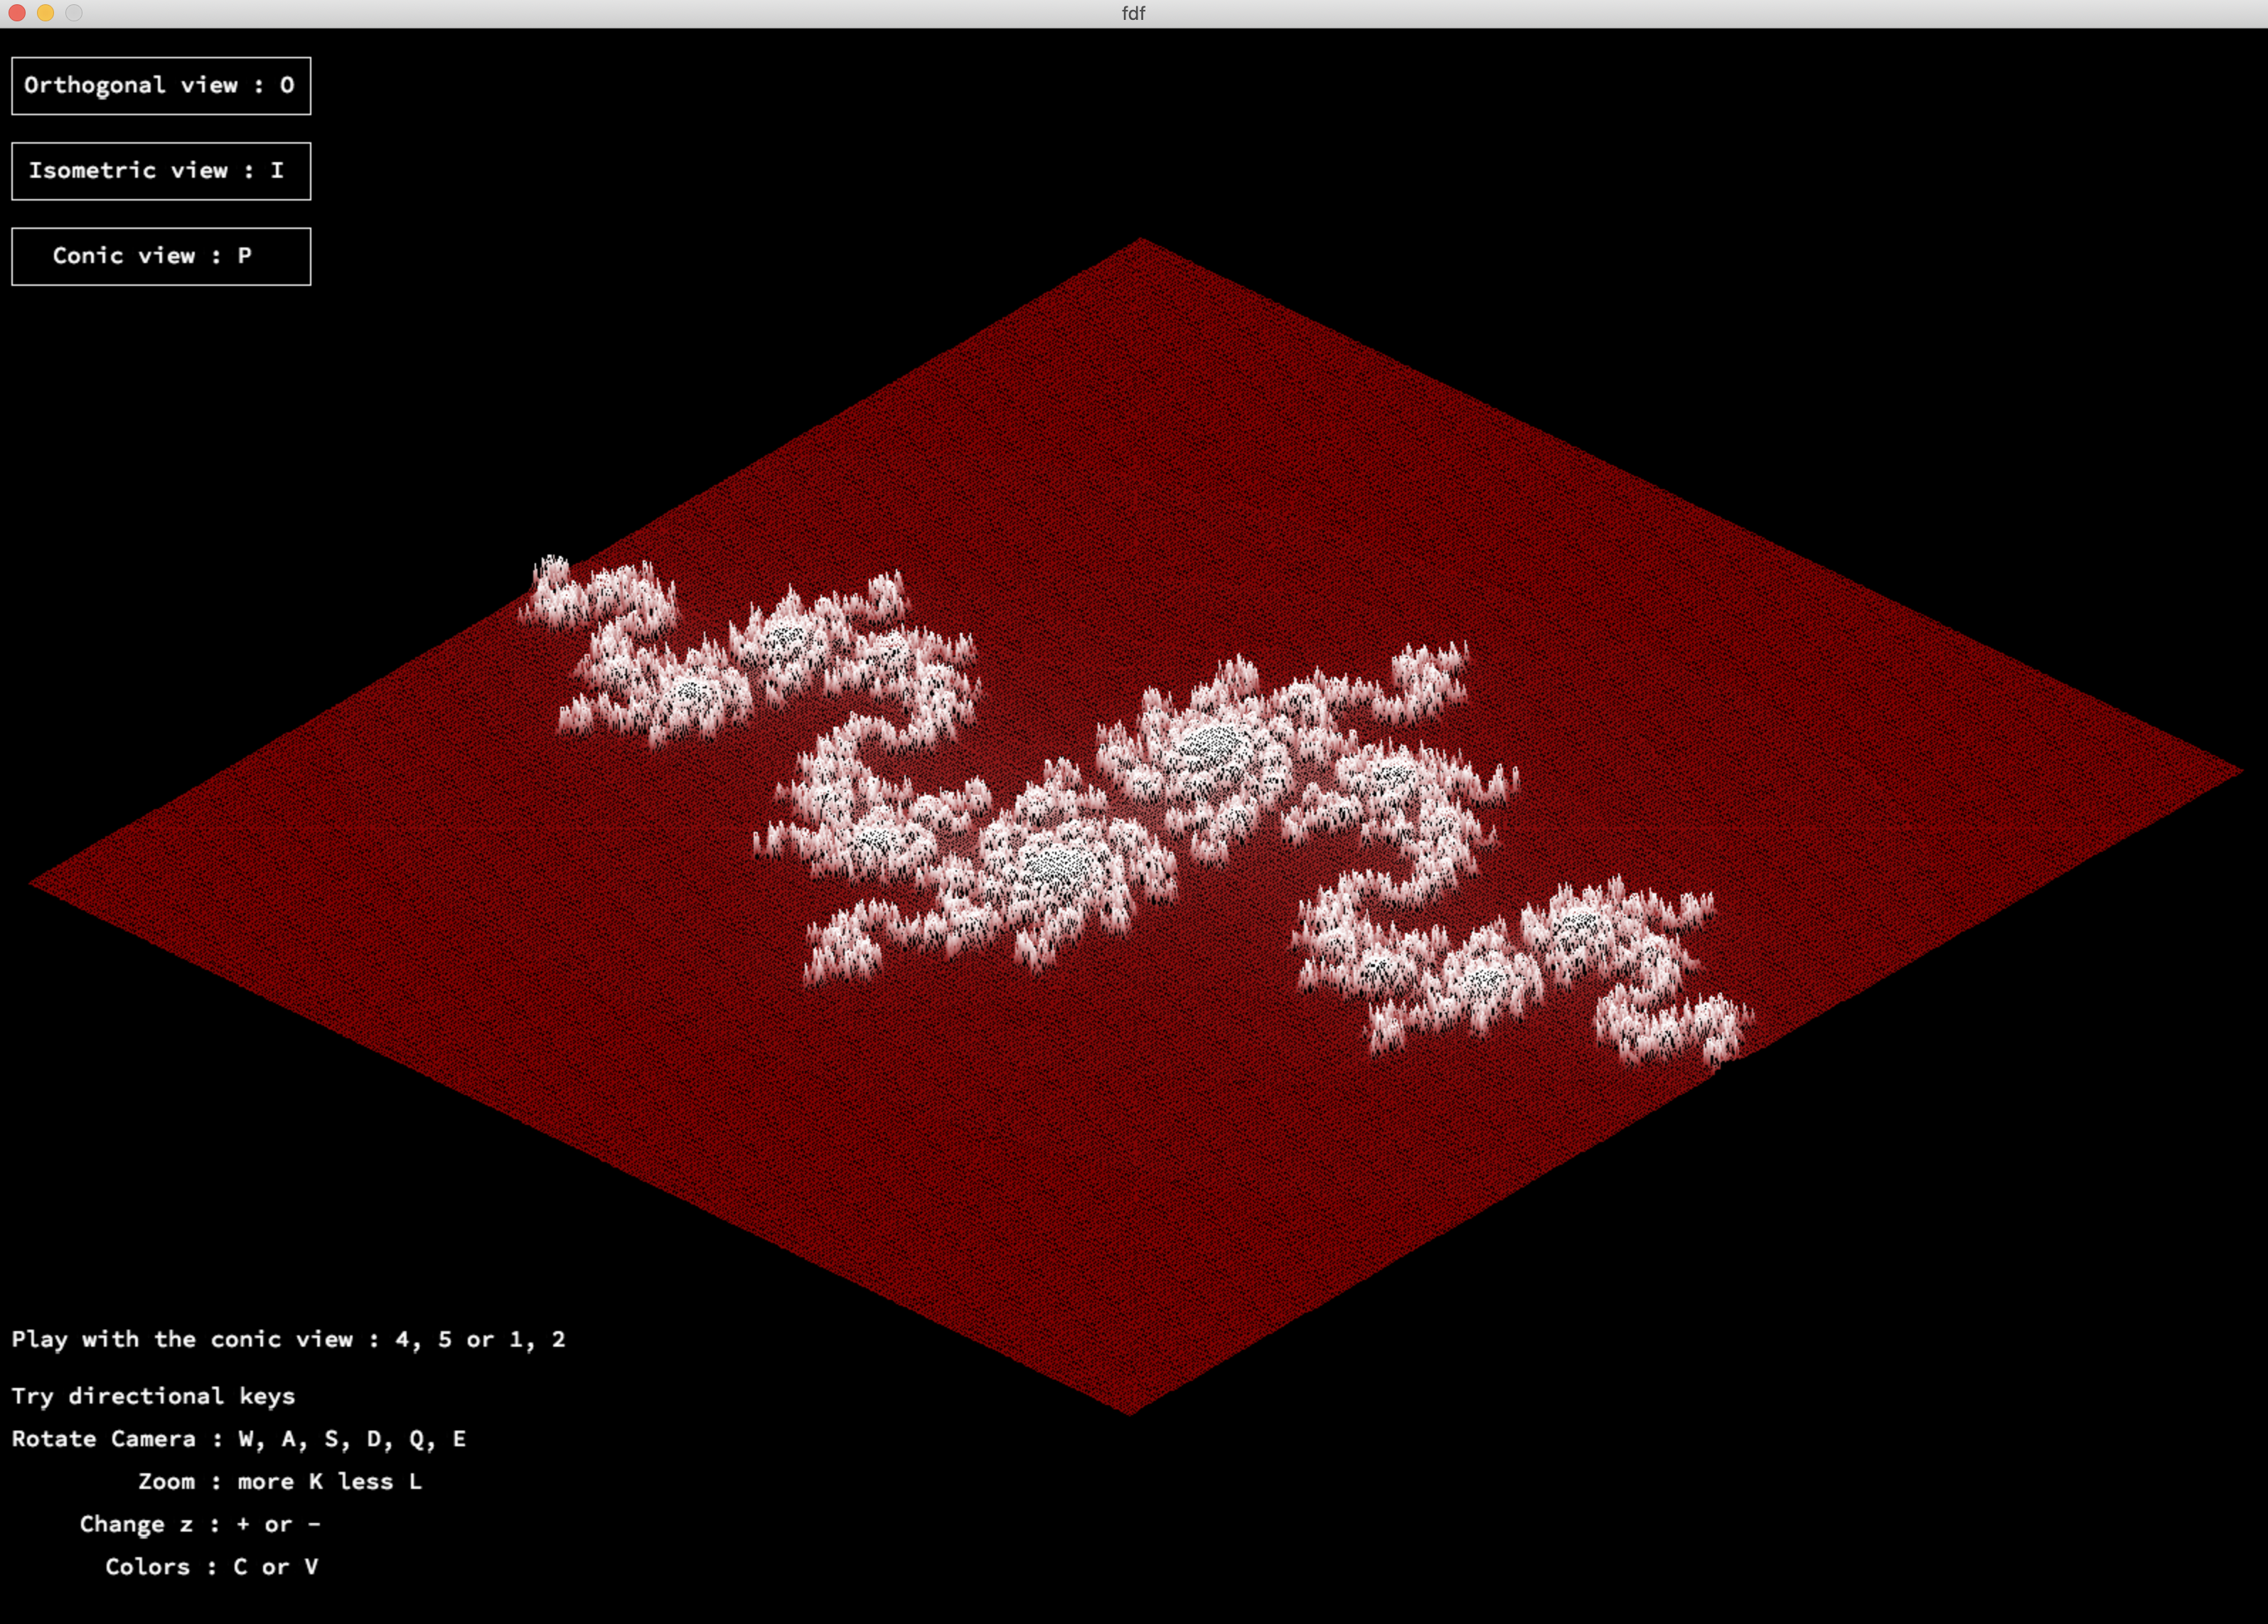 fdf
Orthogonal view : O
Isometric view : I
Conic view : P
Play with the conic view : 4, 5 or 1, 2
Try directional keys
Rotate Camera : W, A, S, D, Q, E
Zoom : more K less L
Change z : + or -
Colors : C or V